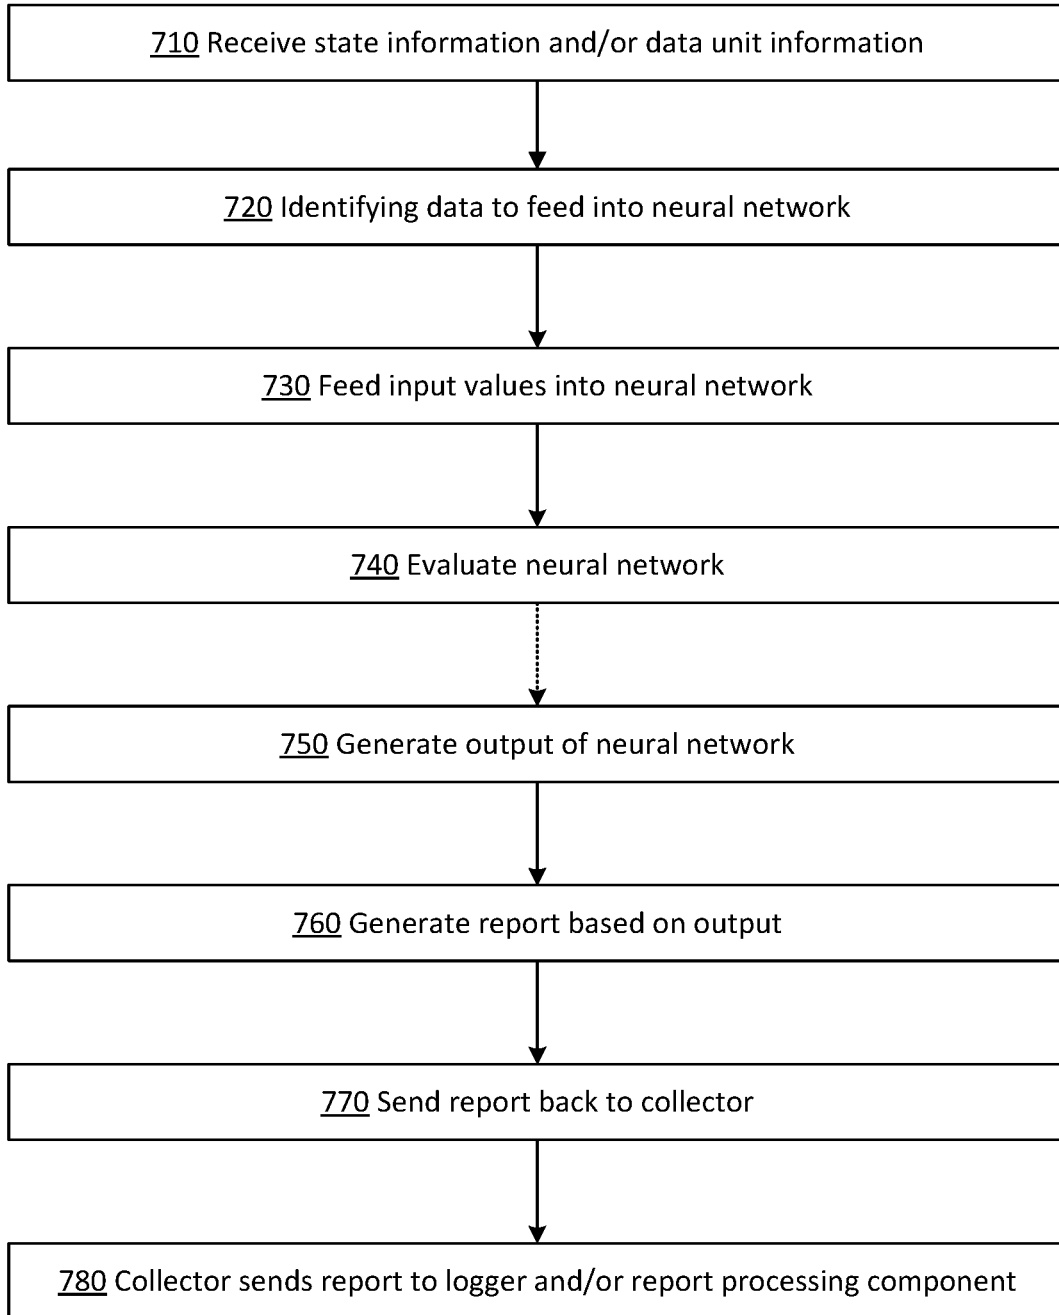 710 Receive state information and/or data unit information
720 Identifying data to feed into neural network
730 Feed input values into neural network
740 Evaluate neural network
750 Generate output of neural network
760 Generate report based on output
770 Send report back to collector
780 Collector sends report to logger and/or report processing component